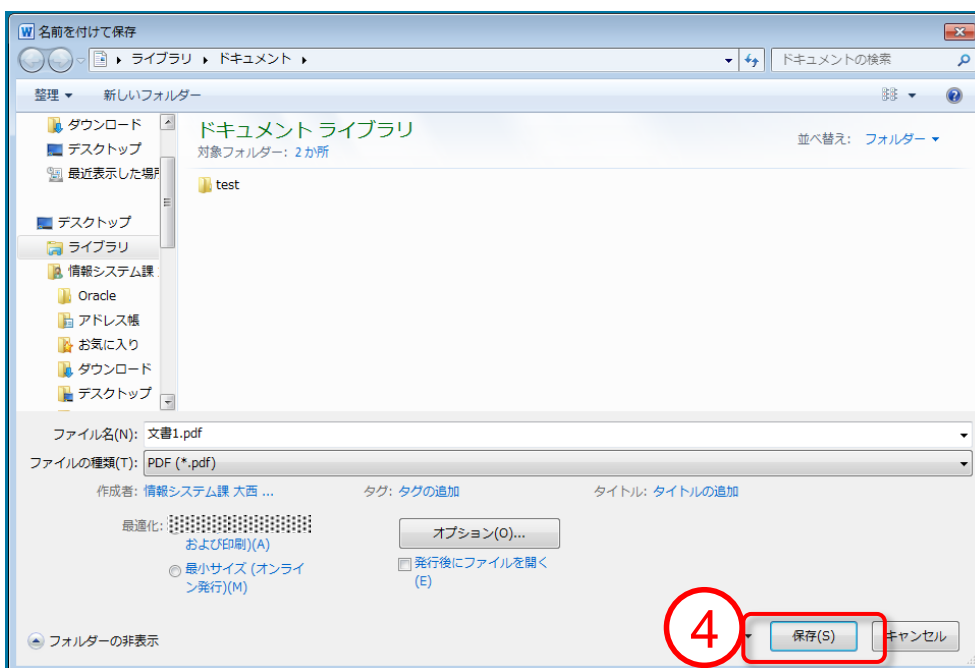 名前を付けて保存
ライブラリ ドキュメント
ドキュメントの検索
整理 新しいフォルダー
ダウンロード
デスクトップ
最近表示した場所
デスクトップ
ライブラリ
情報システム課
Oracle
アドレス帳
お気に入り
ダウンロード
デスクトップ
ドキュメント ライブラリ
対象フォルダー: 2 か所
並べ替え: フォルダー
test
ファイル名(N): 文書1.pdf
ファイルの種類(T): PDF (*.pdf)
作成者: 情報システム課 大西 ... タグ: タグの追加 タイトル: タイトルの追加
最適化:
および印刷)(A)
最小サイズ (オンライ
ン発行)(M)
オプション(O)...
発行後にファイルを開く
(E)
フォルダーの非表示
4
保存(S) キャンセル